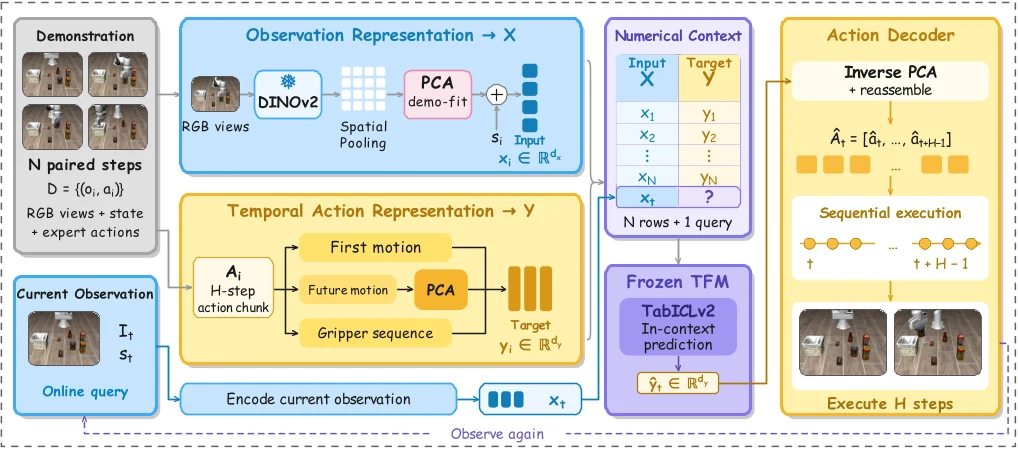 Demonstration
N paired steps
D = {(oᵢ, aᵢ)}
RGB views + state
+ expert actions
Current Observation
Iₜ
sₜ
Online query
Observation Representation → X
RGB views
DINOv2
Spatial
Pooling
PCA
demo-fit
+
sᵢ
Input
xᵢ ∈ ℝ^{dₓ}
Temporal Action Representation → Y
Aᵢ
H-step
action chunk
First motion
Future motion
PCA
Gripper sequence
Target
yᵢ ∈ ℝ^{d_y}
Encode current observation
xₜ
Numerical Context
Input Target
X Y
x₁ y₁
x₂ y₂
⋮ ⋮
x_N y_N
xₜ ?
N rows + 1 query
Frozen TFM
TabICLv2
In-context
prediction
ŷₜ ∈ ℝ^{d_y}
Action Decoder
Inverse PCA
+ reassemble
Âₜ = [âₜ, …, âₜ₊H₋₁]
…
Sequential execution
…
t t + H − 1
Execute H steps
Observe again